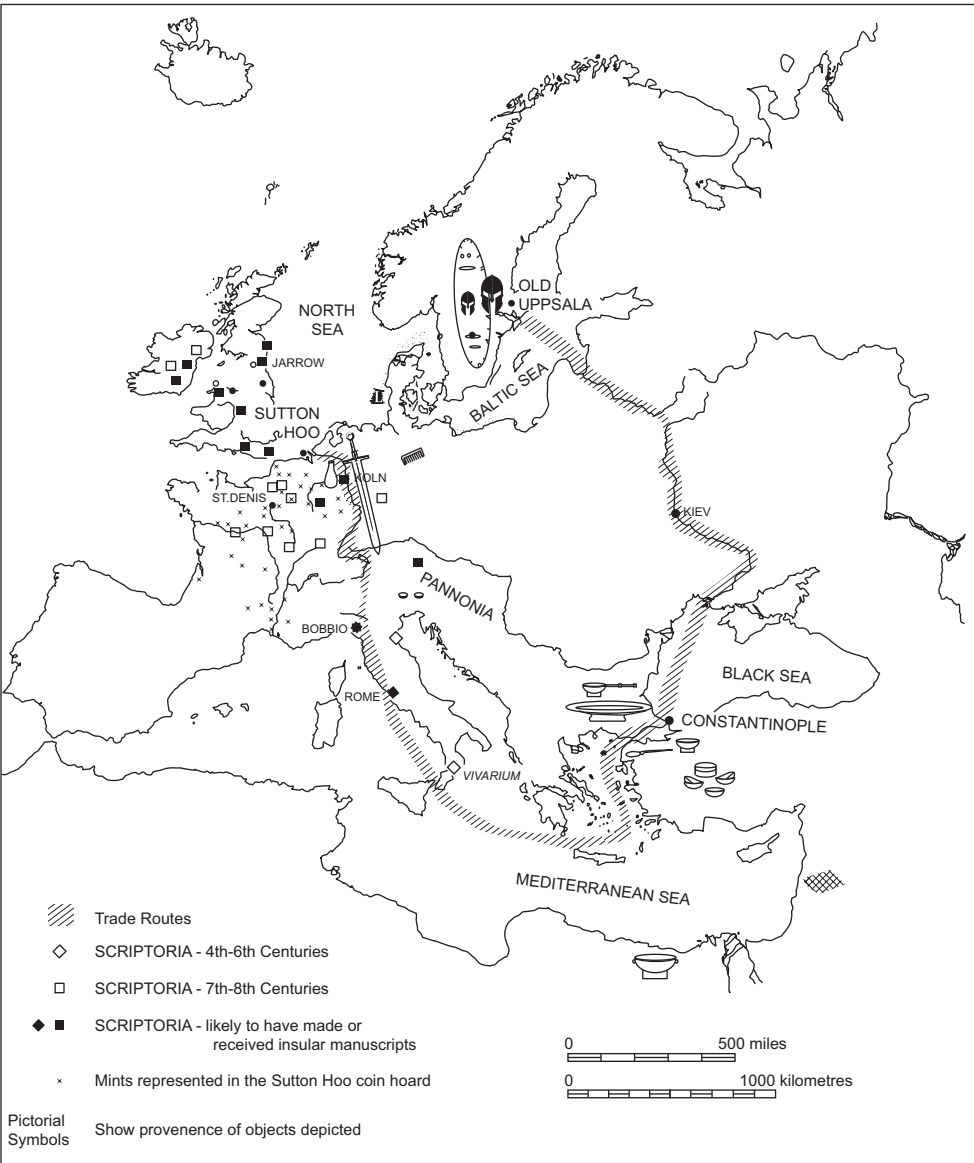 OLD
UPPSALA
NORTH
SEA
JARROW
BALTIC SEA
SUTTON
HOO
KOLN
ST.DENIS
KIEV
PANNONIA
BOBBIO
BLACK SEA
ROME
CONSTANTINOPLE
VIVARIUM
MEDITERRANEAN SEA
Trade Routes
SCRIPTORIA - 4th-6th Centuries
SCRIPTORIA - 7th-8th Centuries
SCRIPTORIA - likely to have made or
received insular manuscripts
Mints represented in the Sutton Hoo coin hoard
Pictorial
Symbols
Show provenence of objects depicted
0 500 miles
0 1000 kilometres